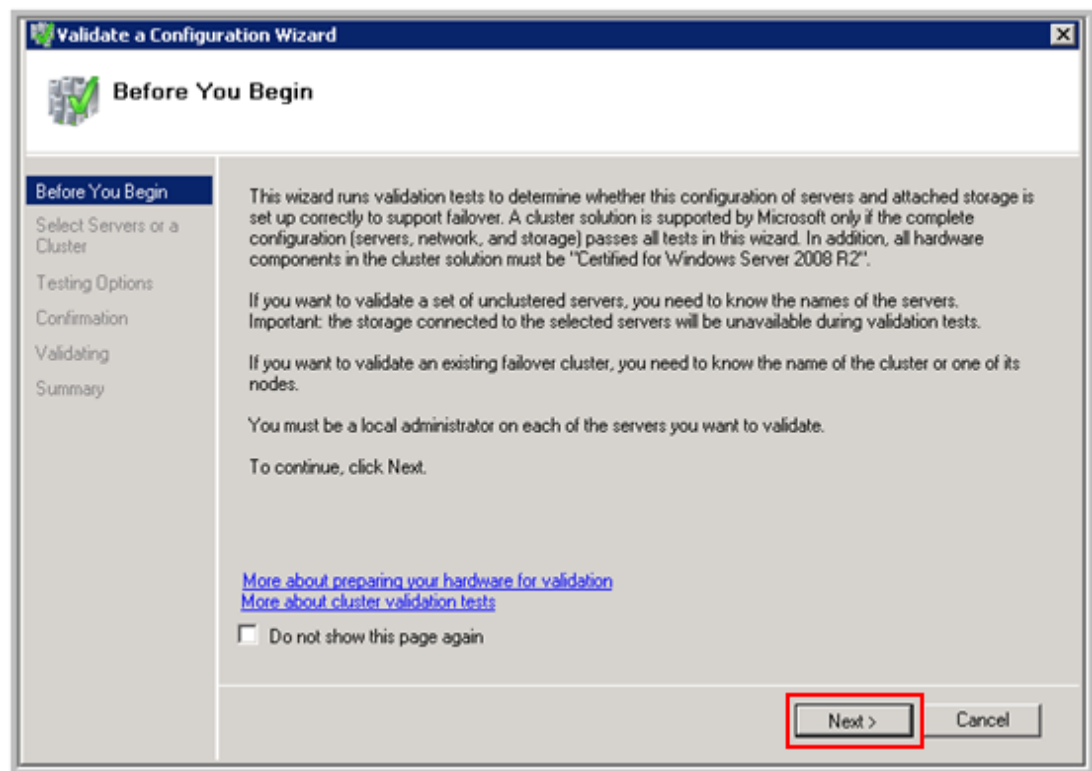 Validate a Configuration Wizard
Before You Begin
Before You Begin
Select Servers or a
Cluster
Testing Options
Confirmation
Validating
Summary
This wizard runs validation tests to determine whether this configuration of servers and attached storage is
set up correctly to support failover. A cluster solution is supported by Microsoft only if the complete
configuration (servers, network, and storage) passes all tests in this wizard. In addition, all hardware
components in the cluster solution must be "Certified for Windows Server 2008 R2".
If you want to validate a set of unclustered servers, you need to know the names of the servers.
Important: the storage connected to the selected servers will be unavailable during validation tests.
If you want to validate an existing failover cluster, you need to know the name of the cluster or one of its
nodes.
You must be a local administrator on each of the servers you want to validate.
To continue, click Next.
More about preparing your hardware for validation
More about cluster validation tests
Do not show this page again
Next >
Cancel